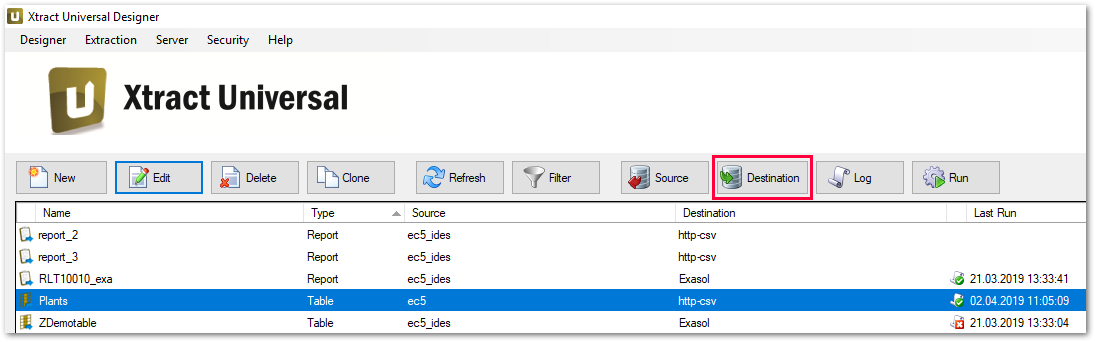 Xtract Universal Designer
Designer Extraction Server Security Help
Xtract Universal
New Edit Delete Clone Refresh Filter Source Destination Log Run
Name Type Source Destination Last Run
report_2 Report ec5_ides http-csv
report_3 Report ec5_ides http-csv
RLT10010_exa Report ec5_ides Exasol 21.03.2019 13:33:41
Plants Table ec5 http-csv 02.04.2019 11:05:09
ZDemotable Table ec5_ides Exasol 21.03.2019 13:33:04